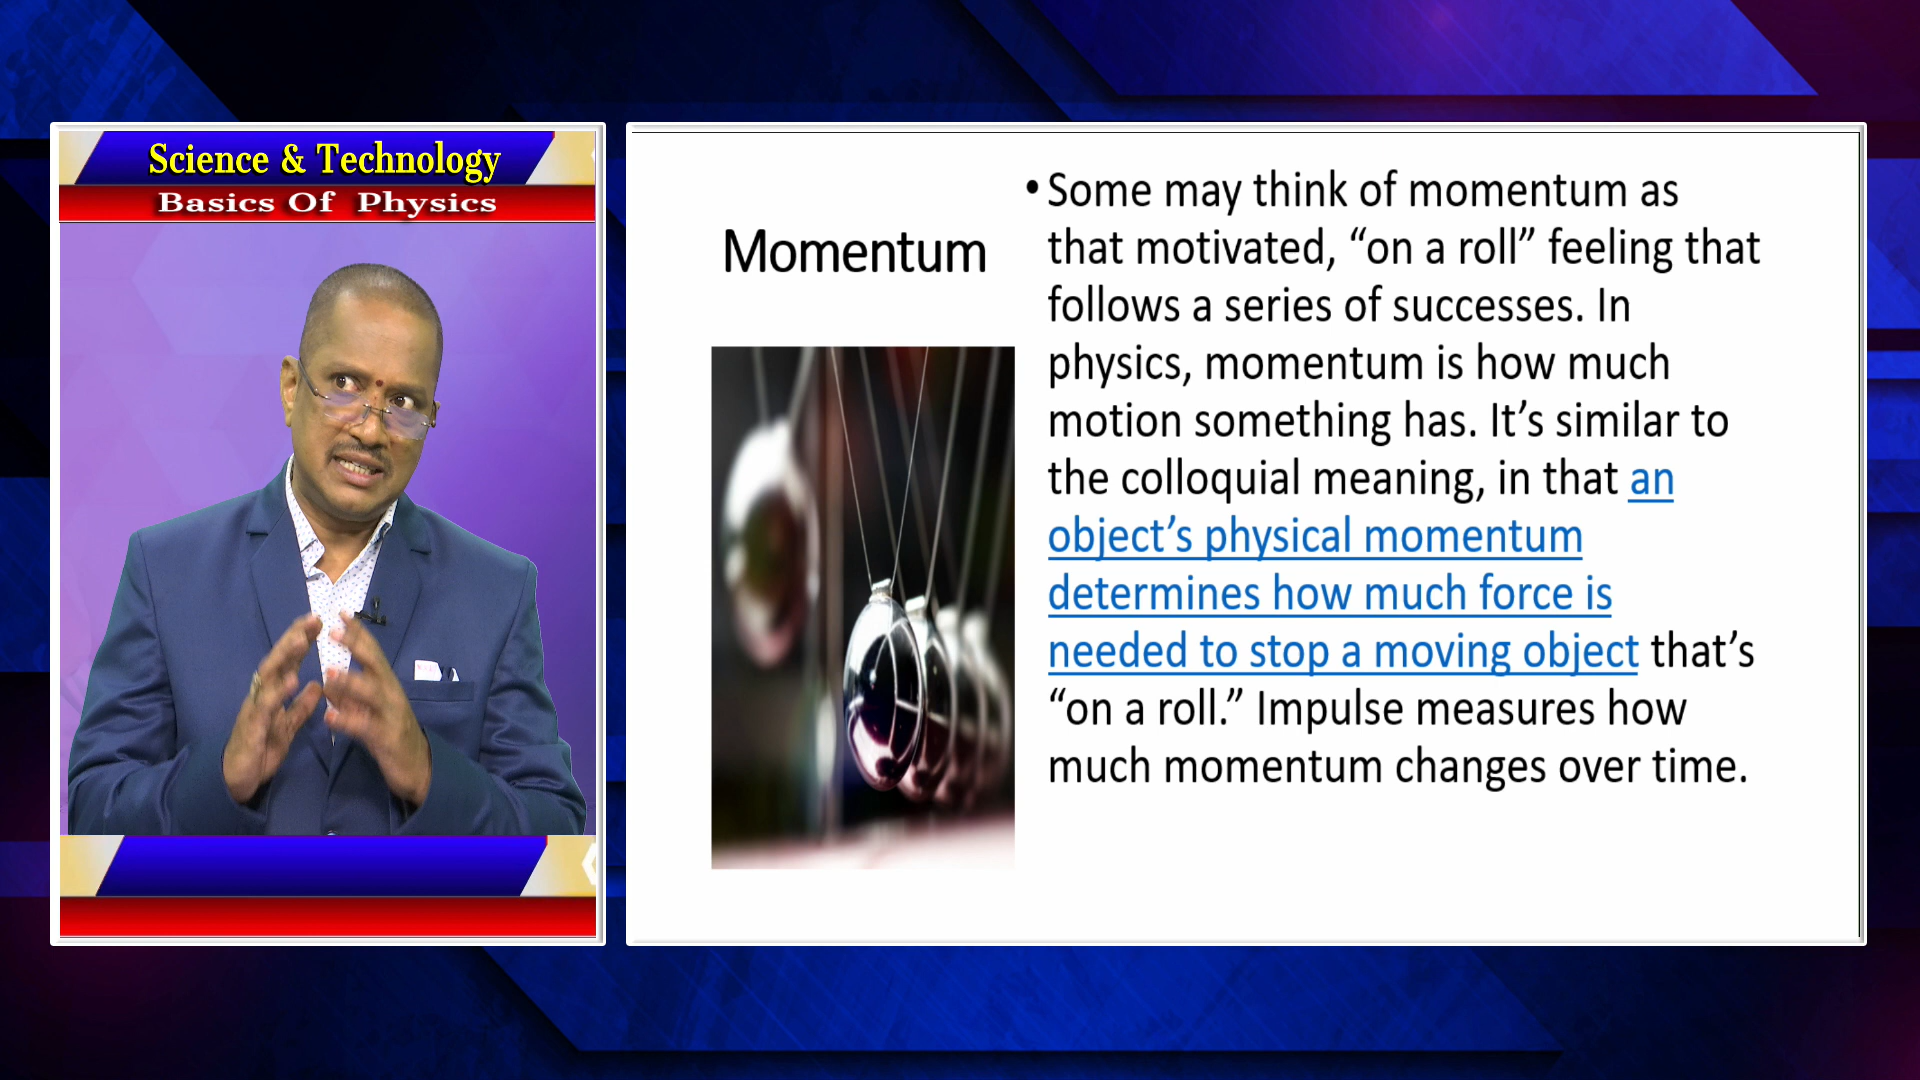 Science & Technology
Basics Of Physics
Momentum
• Some may think of momentum as
that motivated, “on a roll” feeling that
follows a series of successes. In
physics, momentum is how much
motion something has. It’s similar to
the colloquial meaning, in that an
object’s physical momentum
determines how much force is
needed to stop a moving object that’s
“on a roll.” Impulse measures how
much momentum changes over time.